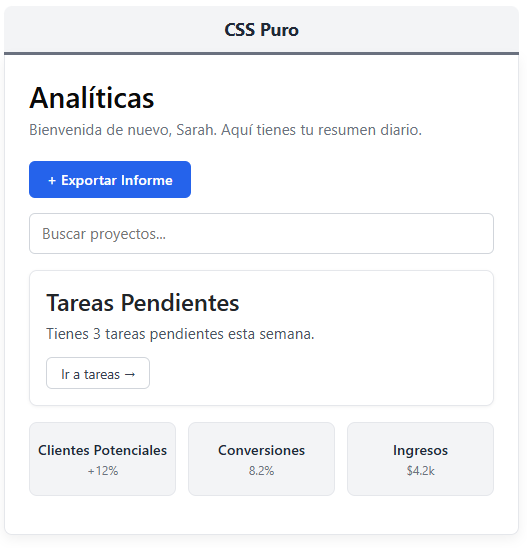 CSS Puro
Analíticas
Bienvenida de nuevo, Sarah. Aquí tienes tu resumen diario.
+ Exportar Informe
Buscar proyectos...
Tareas Pendientes
Tienes 3 tareas pendientes esta semana.
Ir a tareas →
Clientes Potenciales
+12%
Conversiones
8.2%
Ingresos
$4.2k